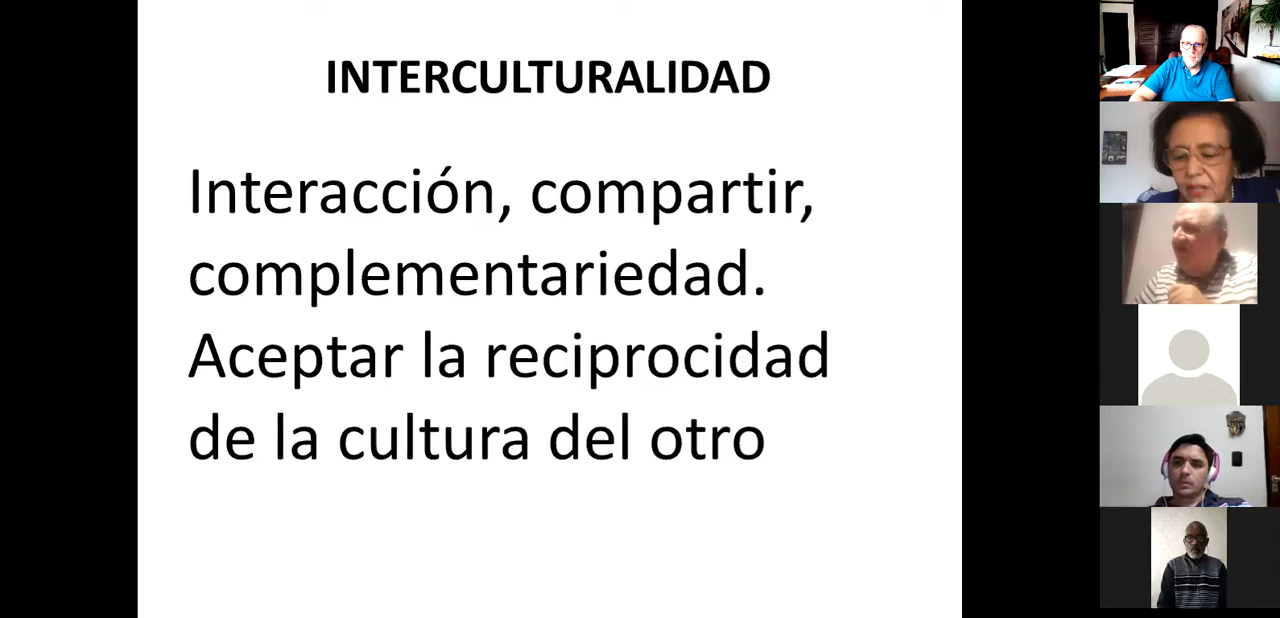 INTERCULTURALIDAD
Interacción, compartir,
complementariedad.
Aceptar la reciprocidad
de la cultura del otro